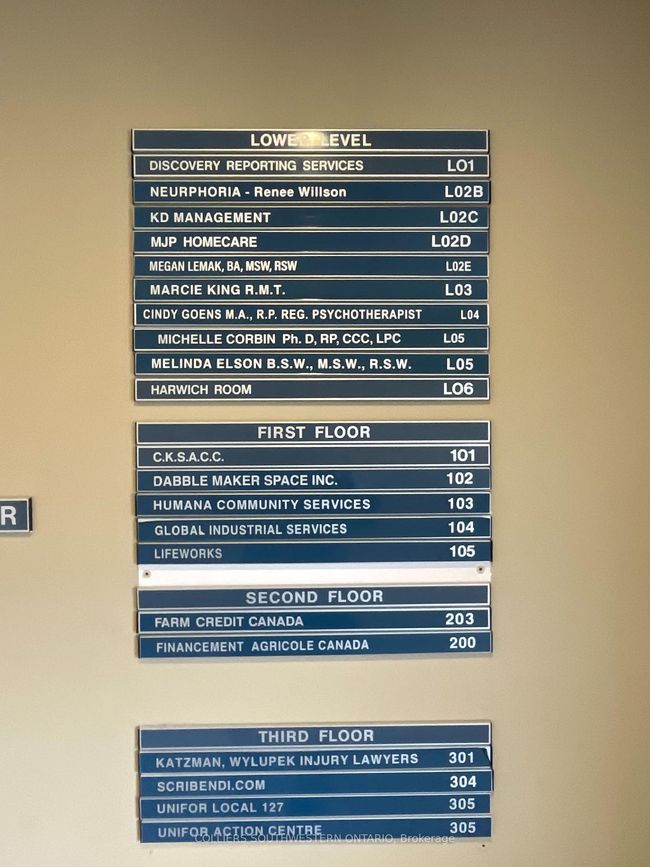 LOWER LEVEL
DISCOVERY REPORTING SERVICES LO1
NEURPHORIA - Renee Willson L02B
KD MANAGEMENT L02C
MJP HOMECARE L02D
MEGAN LEMAK, BA, MSW, RSW L02E
MARCIE KING R.M.T. L03
CINDY GOENS M.A., R.P. REG. PSYCHOTHERAPIST L04
MICHELLE CORBIN Ph. D, RP, CCC, LPC L05
MELINDA ELSON B.S.W., M.S.W., R.S.W. L05
HARWICH ROOM LO6
FIRST FLOOR
C.K.S.A.C.C. 101
DABBLE MAKER SPACE INC. 102
HUMANA COMMUNITY SERVICES 103
R
GLOBAL INDUSTRIAL SERVICES 104
LIFEWORKS 105
SECOND FLOOR
FARM CREDIT CANADA 203
FINANCEMENT AGRICOLE CANADA 200
THIRD FLOOR
KATZMAN, WYLUPEK INJURY LAWYERS 301
SCRIBENDI.COM 304
UNIFOR LOCAL 127 305
UNIFOR ACTION CENTRE 305
COLLIERS SOUTHWESTERN ONTARIO, Brokerage